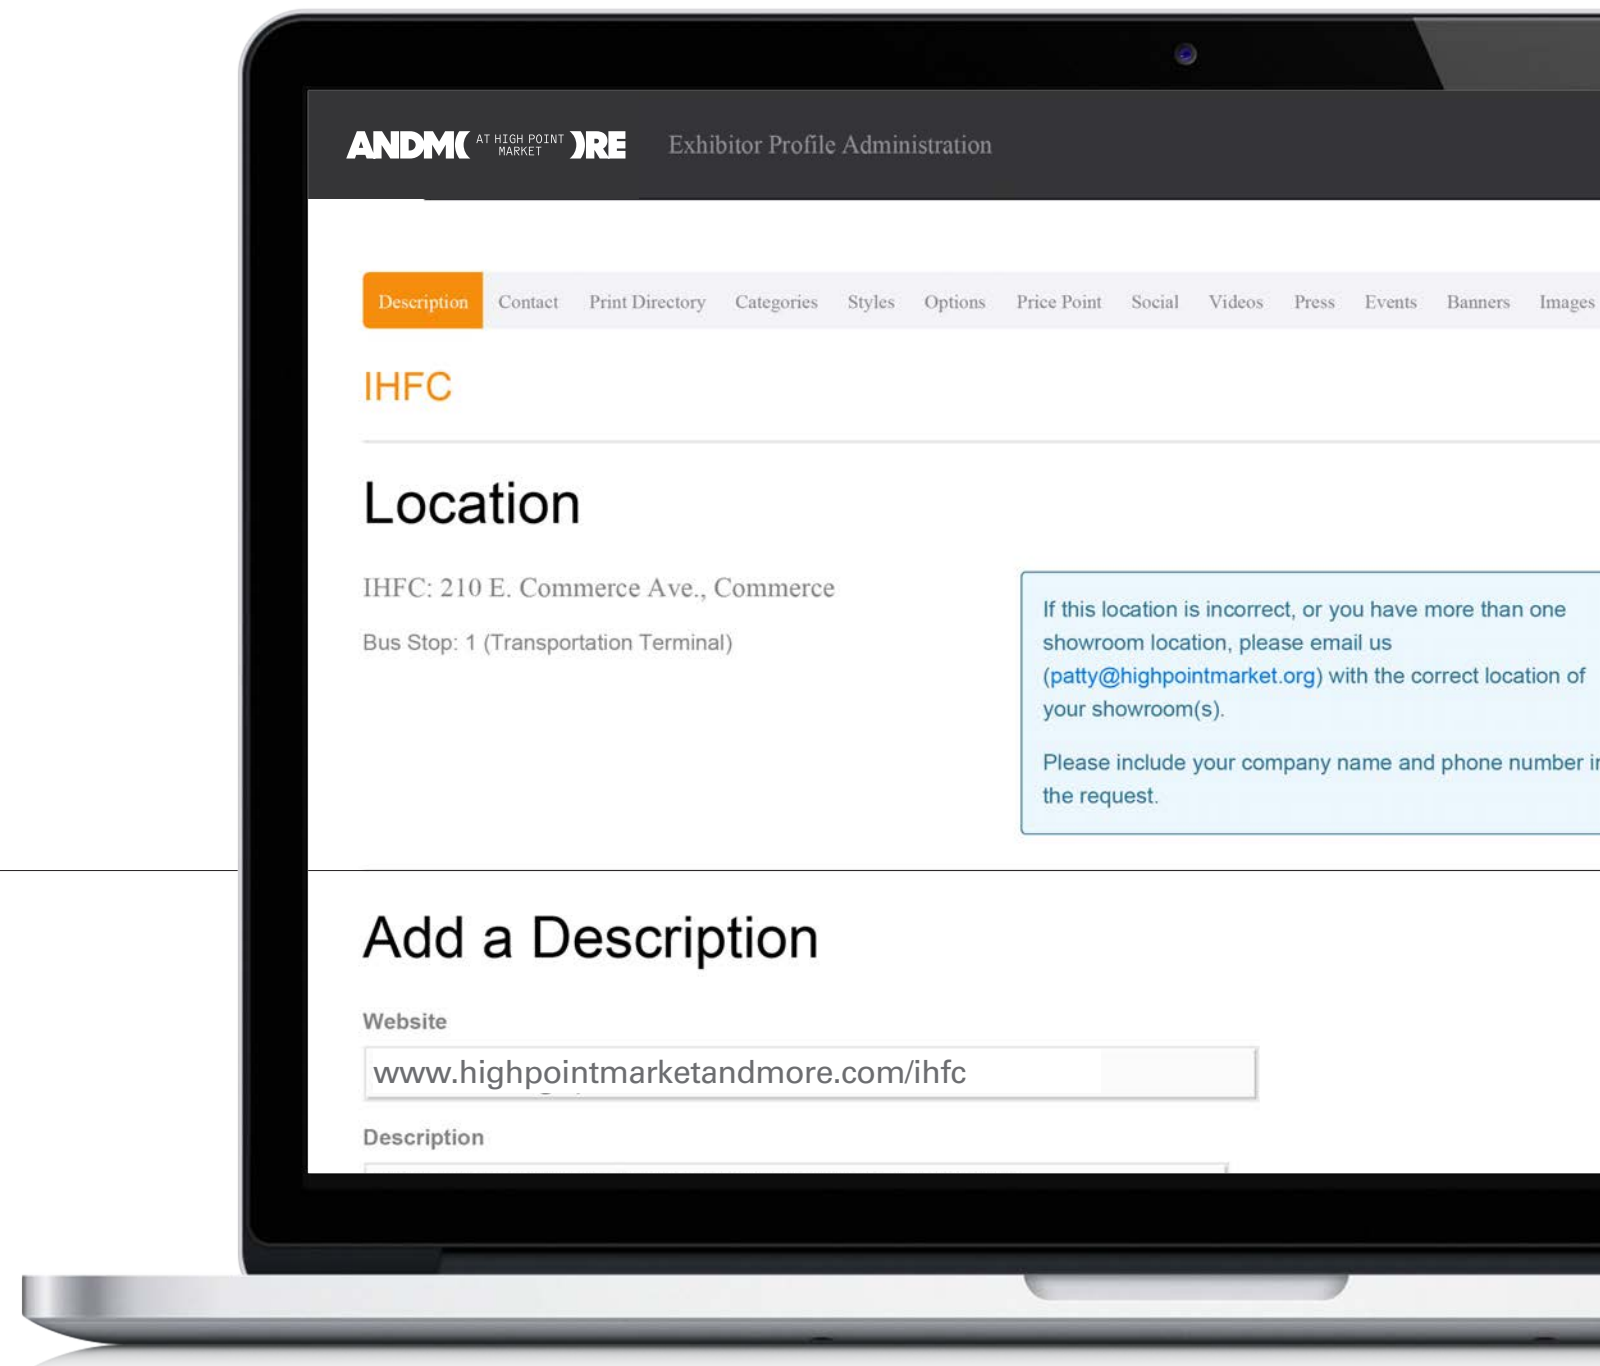 ANDM( AT HIGH POINT MARKET )RE
Exhibitor Profile Administration
Description Contact Print Directory Categories Styles Options Price Point Social Videos Press Events Banners Images
IHFC
Location
IHFC: 210 E. Commerce Ave., Commerce
Bus Stop: 1 (Transportation Terminal)
If this location is incorrect, or you have more than one
showroom location, please email us
(patty@highpointmarket.org) with the correct location of
your showroom(s).
Please include your company name and phone number in
the request.
Add a Description
Website
www.highpointmarketandmore.com/ihfc
Description